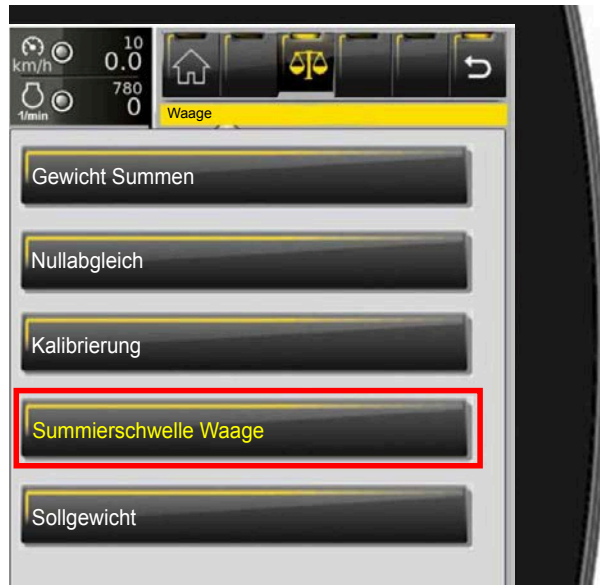 km/h 10
0.0
1/min 780
0
Waage
Gewicht Summen
Nullabgleich
Kalibrierung
Summierschwelle Waage
Sollgewicht